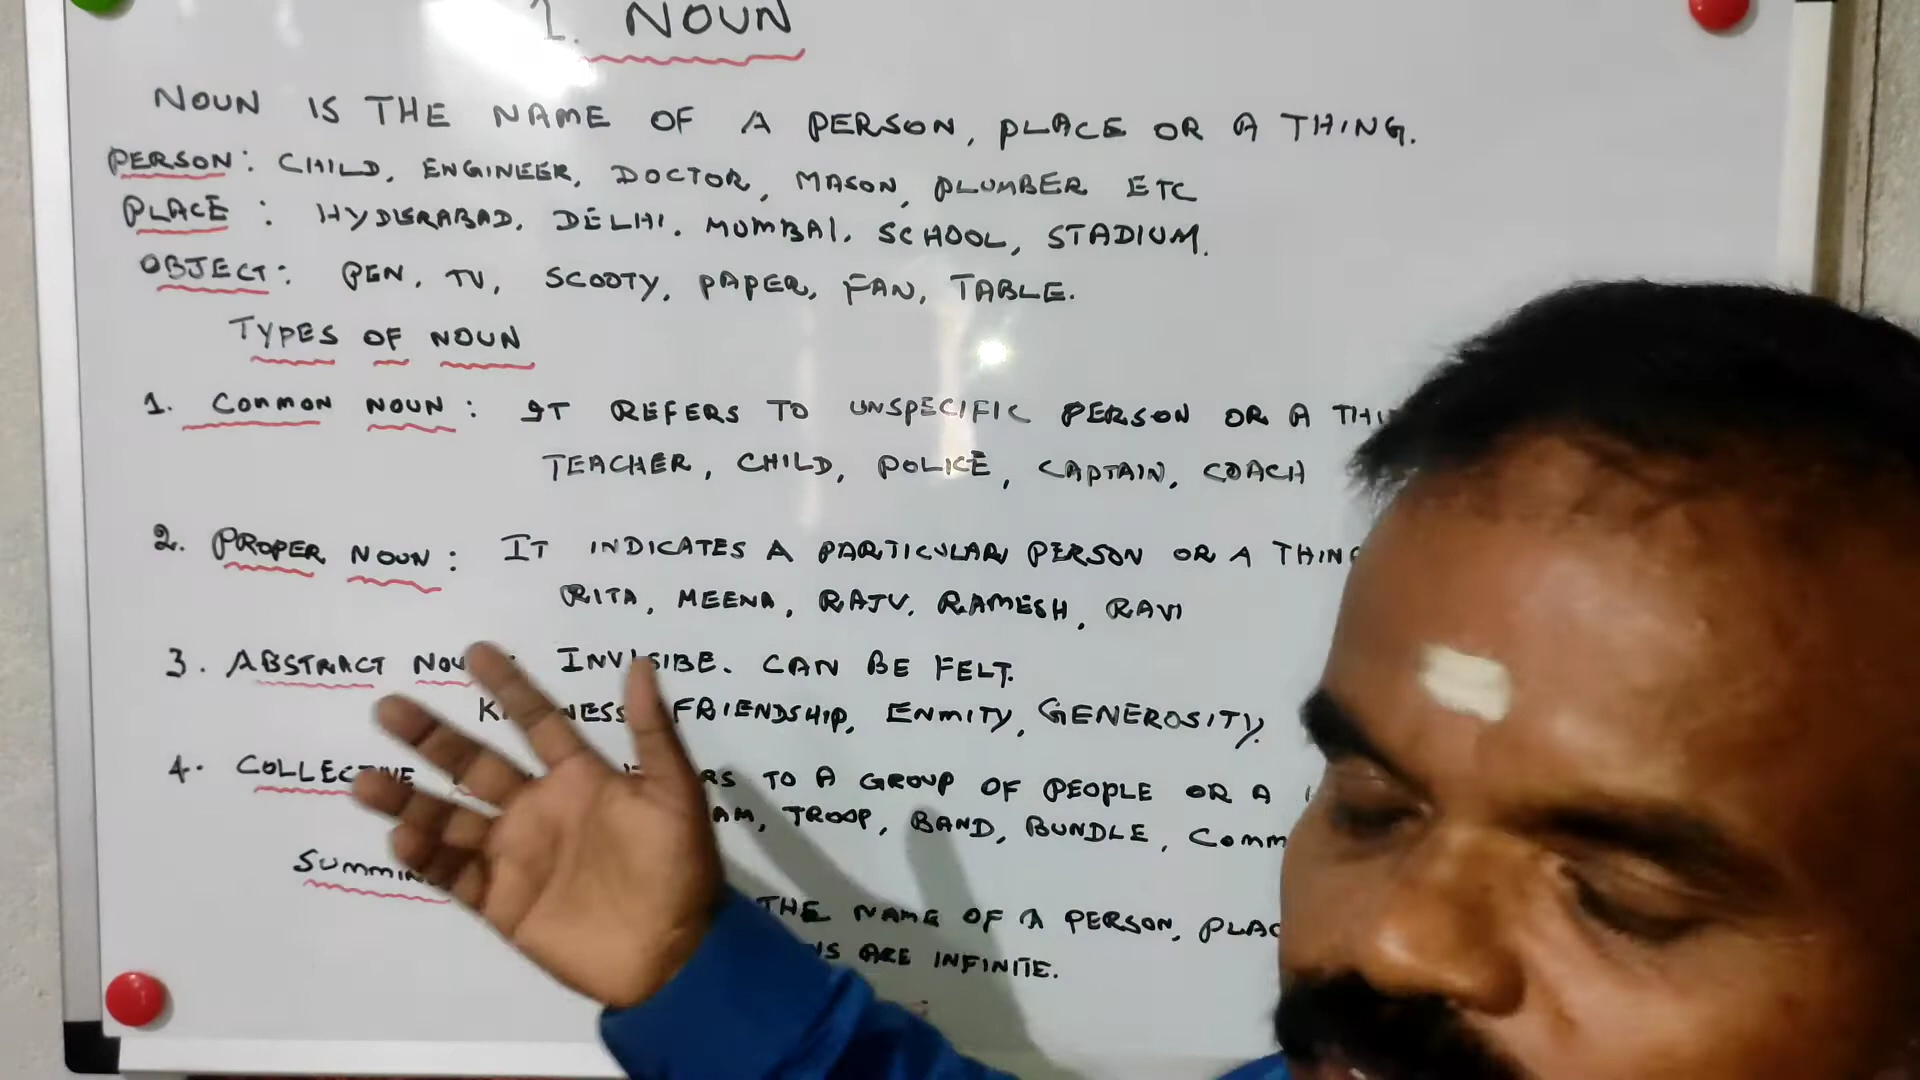 1. NOUN
NOUN IS THE NAME OF A PERSON, PLACE OR A THING.
PERSON: CHILD, ENGINEER, DOCTOR, MASON, PLUMBER ETC
PLACE : HYDERABAD, DELHI, MUMBAI, SCHOOL, STADIUM.
OBJECT: PEN, TV, SCOOTY, PAPER, FAN, TABLE.
TYPES OF NOUN
1. COMMON NOUN : IT REFERS TO UNSPECIFIC PERSON OR A
TEACHER, CHILD, POLICE, CAPTAIN, COACH
2. PROPER NOUN : IT INDICATES A PARTICULAR PERSON OR A THING
RITA, MEENA, RAJU, RAMESH, RAVI
3. ABSTRACT : INVISIBE. CAN BE FELT.
FRIENDSHIP, ENMITY, GENEROSITY.
4. COLLECTIVE TO A GROUP OF PEOPLE OR A
TROOP, BAND, BUNDLE,
THE NAME OF A PERSON,
ARE INFINITE.